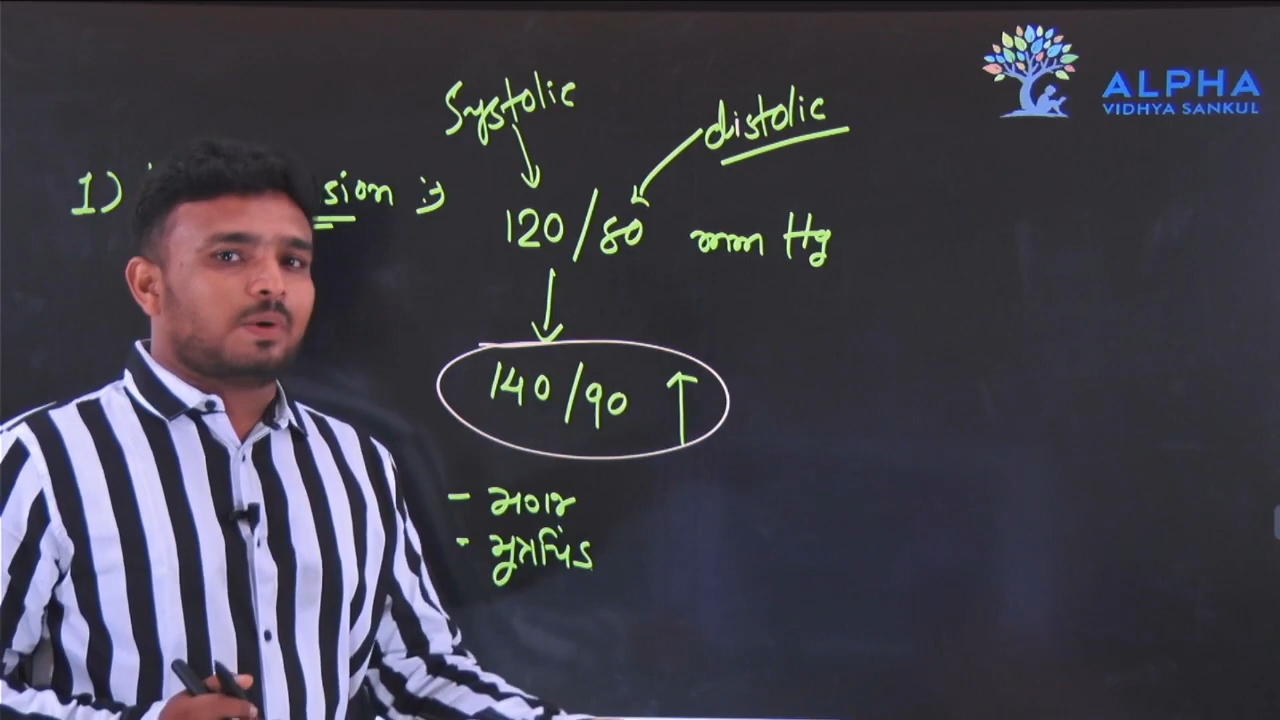 ALPHA
VIDHYA SANKUL
Systolic
distolic
1) sion :->
120/80 mm Hg
140/90 ↑
- મગજ
- મુત્રપિંડ